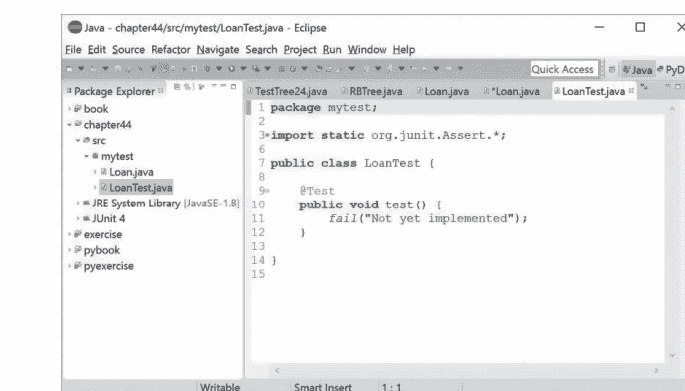 Java - chapter44/src/mytest/LoanTest.java - Eclipse
File Edit Source Refactor Navigate Search Project Run Window Help
Quick Access Java PyD
Package Explorer
book
chapter44
src
mytest
Loan.java
LoanTest.java
JRE System Library [JavaSE-1.8]
JUnit 4
exercise
pybook
pyexercise
TestTree24.java RBTree.java Loan.java *Loan.java LoanTest.java
1 package mytest;
2
3 import static org.junit.Assert.*;
6
7 public class LoanTest {
8
9 @Test
10 public void test() {
11 fail("Not yet implemented");
12 }
13
14 }
15
Writable Smart Insert 1 : 1